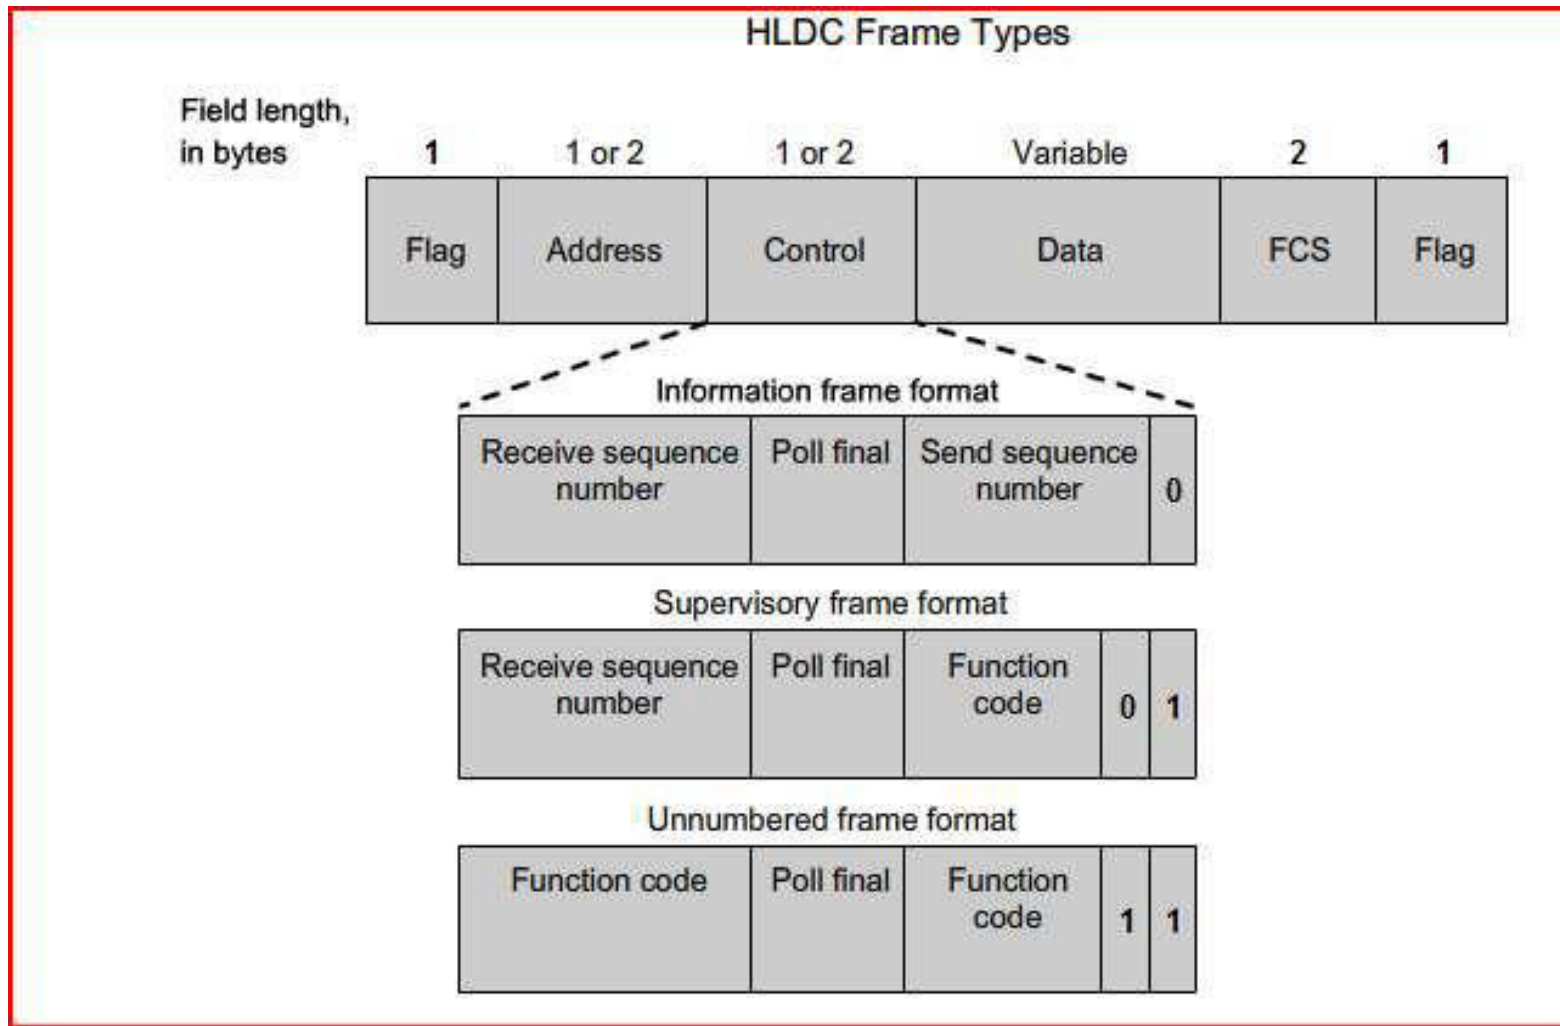 HLDC Frame Types
Field length,
in bytes 1 1 or 2 1 or 2 Variable 2 1
Flag Address Control Data FCS Flag
Information frame format
Receive sequence Poll final Send sequence
number number 0
Supervisory frame format
Receive sequence Poll final Function
number code 0 1
Unnumbered frame format
Function code Poll final Function
code 1 1